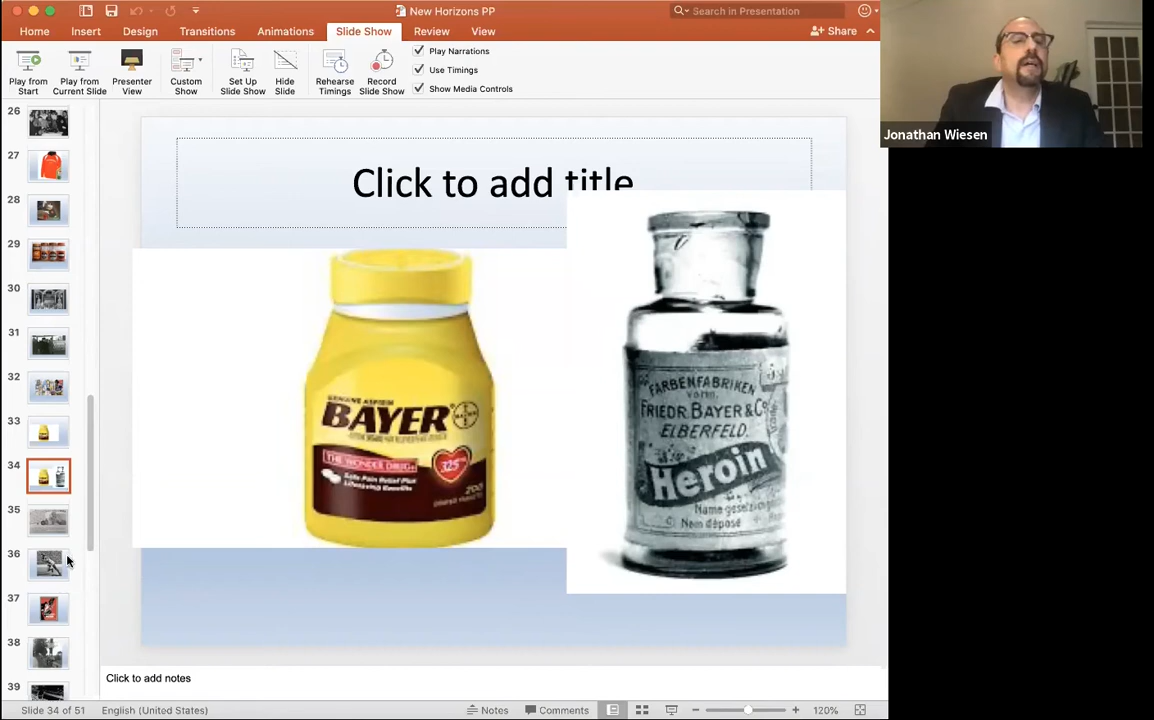 New Horizons PP
Search in Presentation
Home Insert Design Transitions Animations Slide Show Review View
Share
Play from Start
Play from Current Slide
Presenter View
Custom Show
Set Up Slide Show
Hide Slide
Rehearse Timings
Record Slide Show
Play Narrations
Use Timings
Show Media Controls
Jonathan Wiesen
26
27
28
29
30
31
32
33
34
35
36
37
38
39
Click to add title
GENUINE ASPIRIN
BAYER
THE WONDER DRUG
325
Safe Pain Relief Plus
Lifesaving Benefits
200
FARBENFABRIKEN
vorm.
FRIEDR. BAYER & Co.
ELBERFELD.
Heroin
Nom déposé
Click to add notes
Slide 34 of 51
English (United States)
Notes
Comments
120%